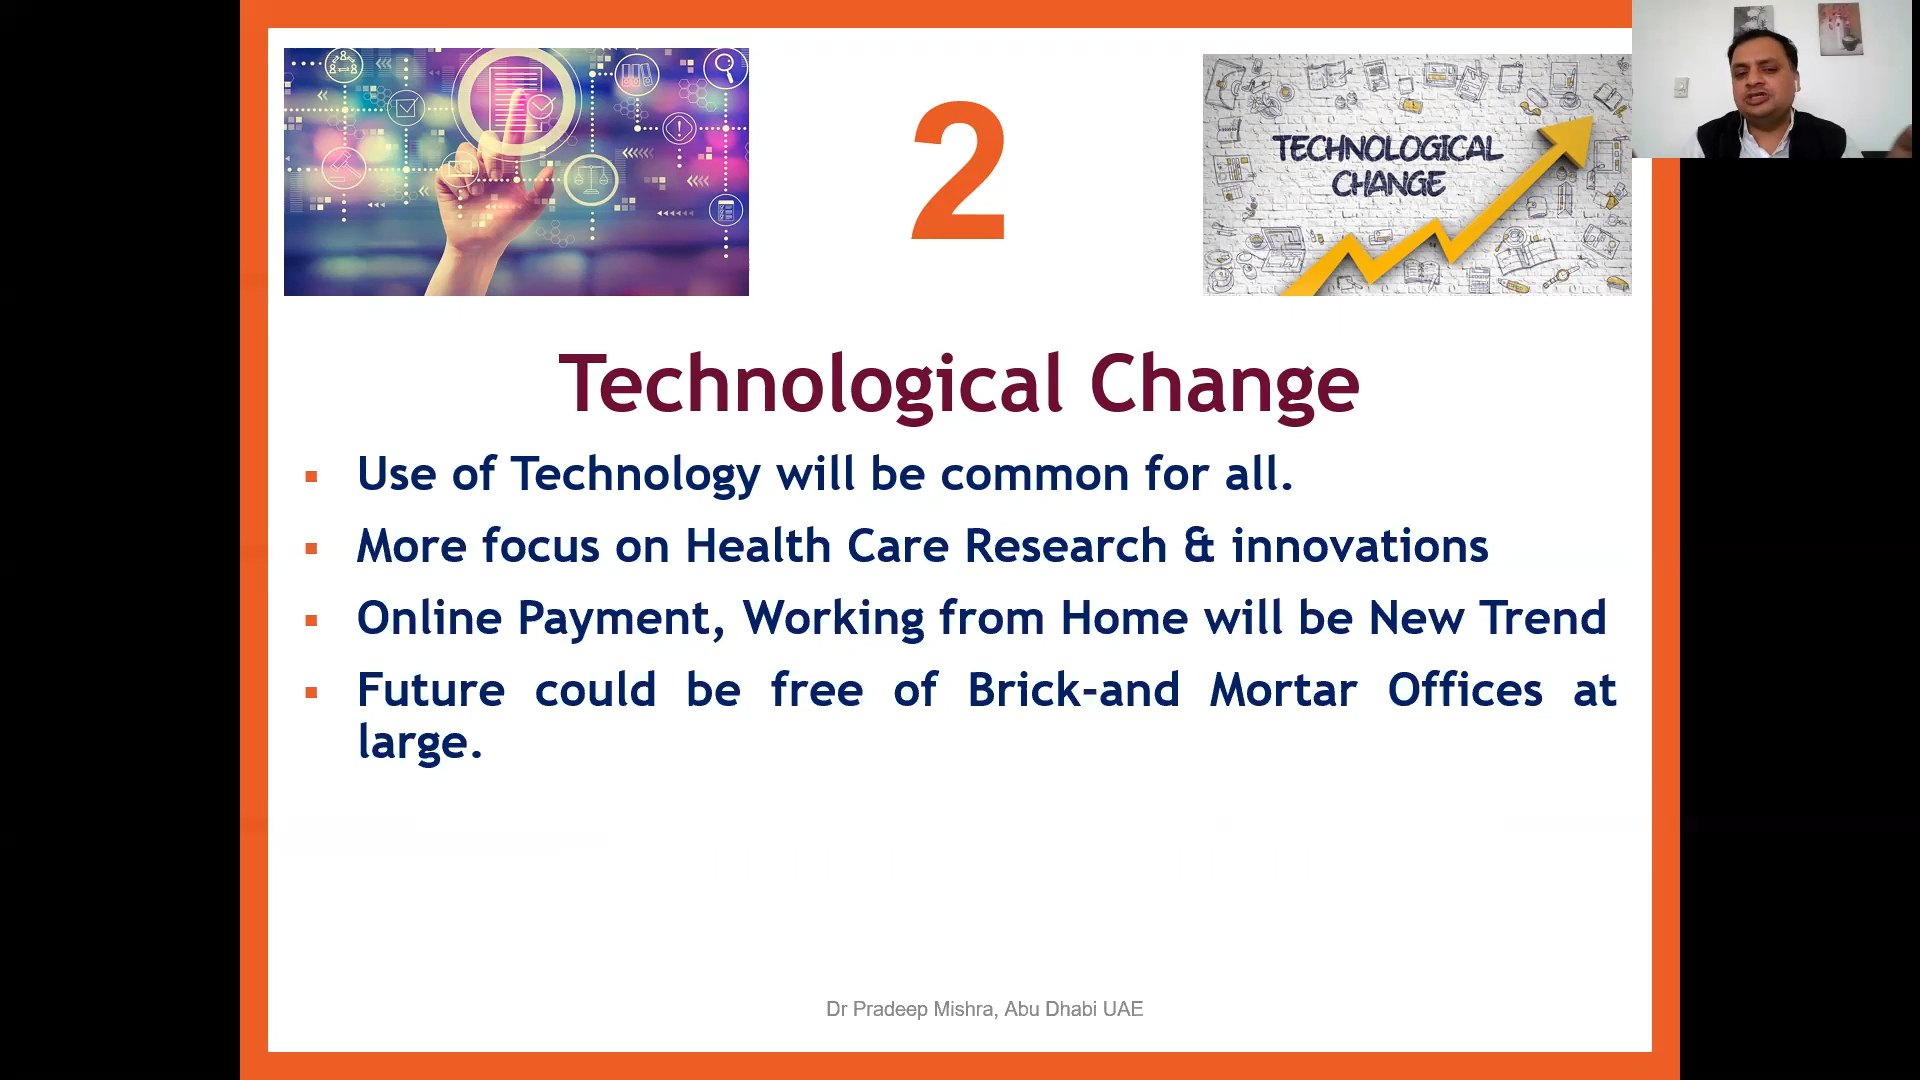 2
TECHNOLOGICAL
CHANGE
Technological Change
▪ Use of Technology will be common for all.
▪ More focus on Health Care Research & innovations
▪ Online Payment, Working from Home will be New Trend
▪ Future could be free of Brick-and Mortar Offices at
large.
Dr Pradeep Mishra, Abu Dhabi UAE